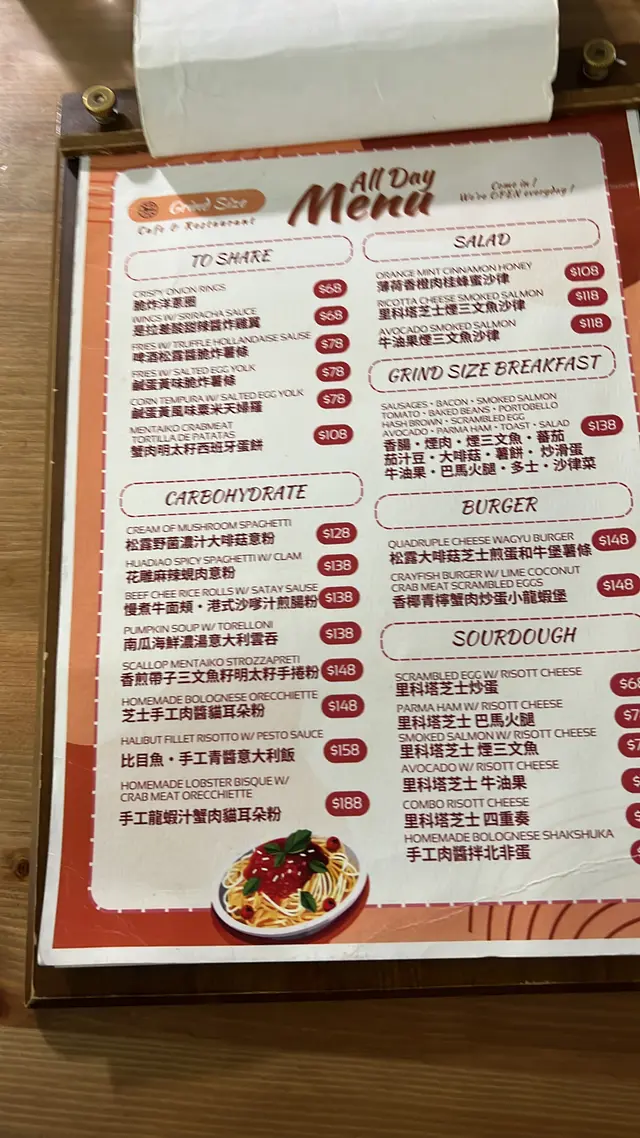 Grind Size
Cafe & Restaurant
All Day
Menu
Come in !
We're OPEN everyday !
TO SHARE
CRISPY ONION RINGS
脆炸洋蔥圈 $68
WINGS W/ SRIRACHA SAUCE
是拉差酸甜辣醬炸雞翼 $68
FRIES W/ TRUFFLE HOLLANDAISE SAUSE
啤酒松露醬脆炸薯條 $78
FRIES W/ SALTED EGG YOLK
鹹蛋黃味脆炸薯條 $78
CORN TEMPURA W/ SALTED EGG YOLK
鹹蛋黃風味粟米天婦羅 $78
MENTAIKO CRABMEAT
TORTILLA DE PATATAS $108
蟹肉明太籽西班牙蛋餅
CARBOHYDRATE
CREAM OF MUSHROOM SPAGHETTI
松露野菌濃汁大啡菇意粉 $128
HUADIAO SPICY SPAGHETTI W/ CLAM
花雕麻辣蜆肉意粉 $138
BEEF CHEE RICE ROLLS W/ SATAY SAUSE
慢煮牛面頰・港式沙嗲汁煎腸粉 $138
PUMPKIN SOUP W/ TORELLONI
南瓜海鮮濃湯意大利雲吞 $138
SCALLOP MENTAIKO STROZZAPRETI
香煎帶子三文魚籽明太籽手捲粉 $148
HOMEMADE BOLOGNESE ORECCHIETTE
芝士手工肉醬貓耳朵粉 $148
HALIBUT FILLET RISOTTO W/ PESTO SAUCE
比目魚・手工青醬意大利飯 $158
HOMEMADE LOBSTER BISQUE W/
CRAB MEAT ORECCHIETTE $188
手工龍蝦汁蟹肉貓耳朵粉
SALAD
ORANGE MINT CINNAMON HONEY
薄荷香橙肉桂蜂蜜沙律 $108
RICOTTA CHEESE SMOKED SALMON
里科塔芝士煙三文魚沙律 $118
AVOCADO SMOKED SALMON
牛油果煙三文魚沙律 $118
GRIND SIZE BREAKFAST
SAUSAGES・BACON・SMOKED SALMON
TOMATO・BAKED BEANS・PORTOBELLO
HASH BROWN・SCRAMBLED EGG
AVOCADO・PARMA HAM・TOAST・SALAD $138
香腸・煙肉・煙三文魚・蕃茄
茄汁豆・大啡菇・薯餅・炒滑蛋
牛油果・巴馬火腿・多士・沙律菜
BURGER
QUADRUPLE CHEESE WAGYU BURGER
松露大啡菇芝士煎蛋和牛堡薯條 $148
CRAYFISH BURGER W/ LIME COCONUT
CRAB MEAT SCRAMBLED EGGS $148
香椰青檸蟹肉炒蛋小龍蝦堡
SOURDOUGH
SCRAMBLED EGG W/ RISOTT CHEESE
里科塔芝士炒蛋
PARMA HAM W/ RISOTT CHEESE
里科塔芝士 巴馬火腿
SMOKED SALMON W/ RISOTT CHEESE
里科塔芝士 煙三文魚
AVOCADO W/ RISOTT CHEESE
里科塔芝士 牛油果
COMBO RISOTT CHEESE
里科塔芝士 四重奏
HOMEMADE BOLOGNESE SHAKSHUKA
手工肉醬拌北非蛋